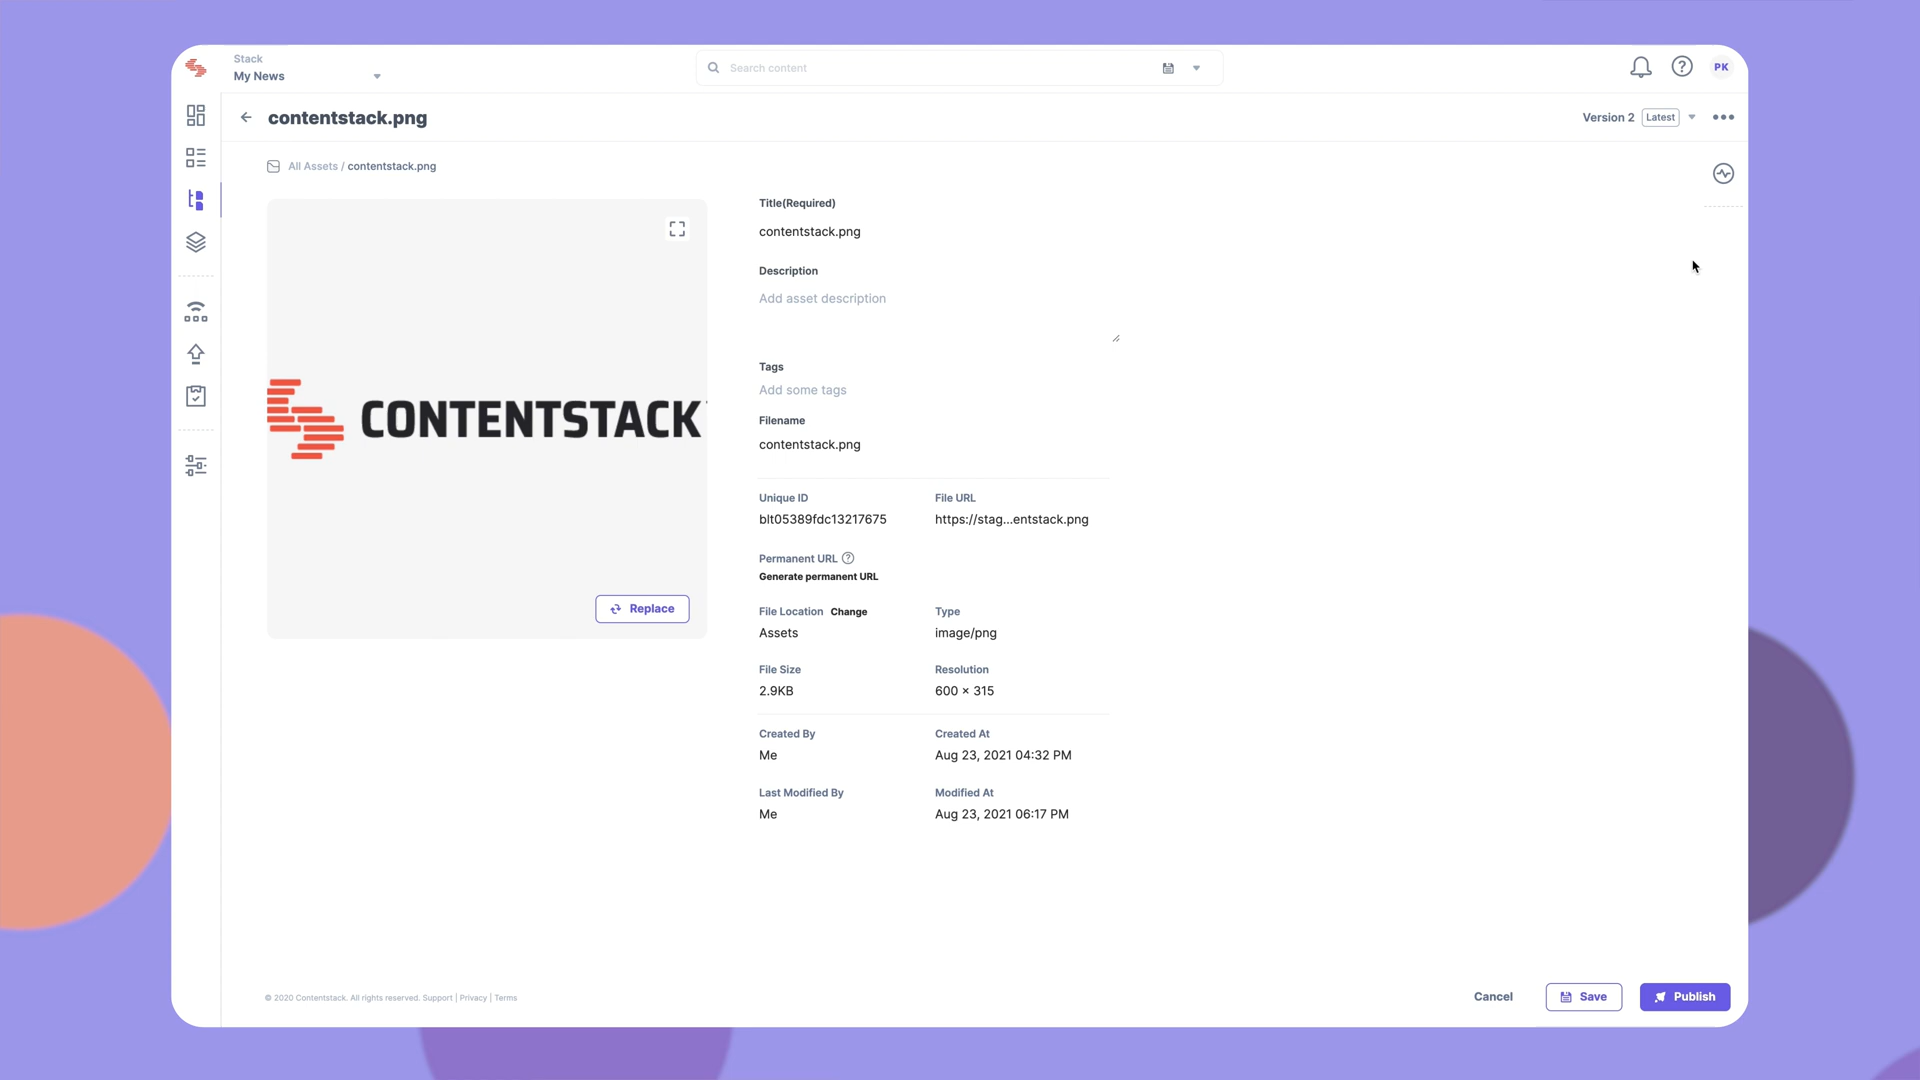 Stack
My News
Search content
PK
contentstack.png
Version 2 Latest
All Assets / contentstack.png
CONTENTSTACK
Replace
Title(Required)
contentstack.png
Description
Add asset description
Tags
Add some tags
Filename
contentstack.png
Unique ID File URL
blt05389fdc13217675 https://stag...entstack.png
Permanent URL
Generate permanent URL
File Location Change Type
Assets image/png
File Size Resolution
2.9KB 600 × 315
Created By Created At
Me Aug 23, 2021 04:32 PM
Last Modified By Modified At
Me Aug 23, 2021 06:17 PM
© 2020 Contentstack. All rights reserved. Support | Privacy | Terms
Cancel Save Publish